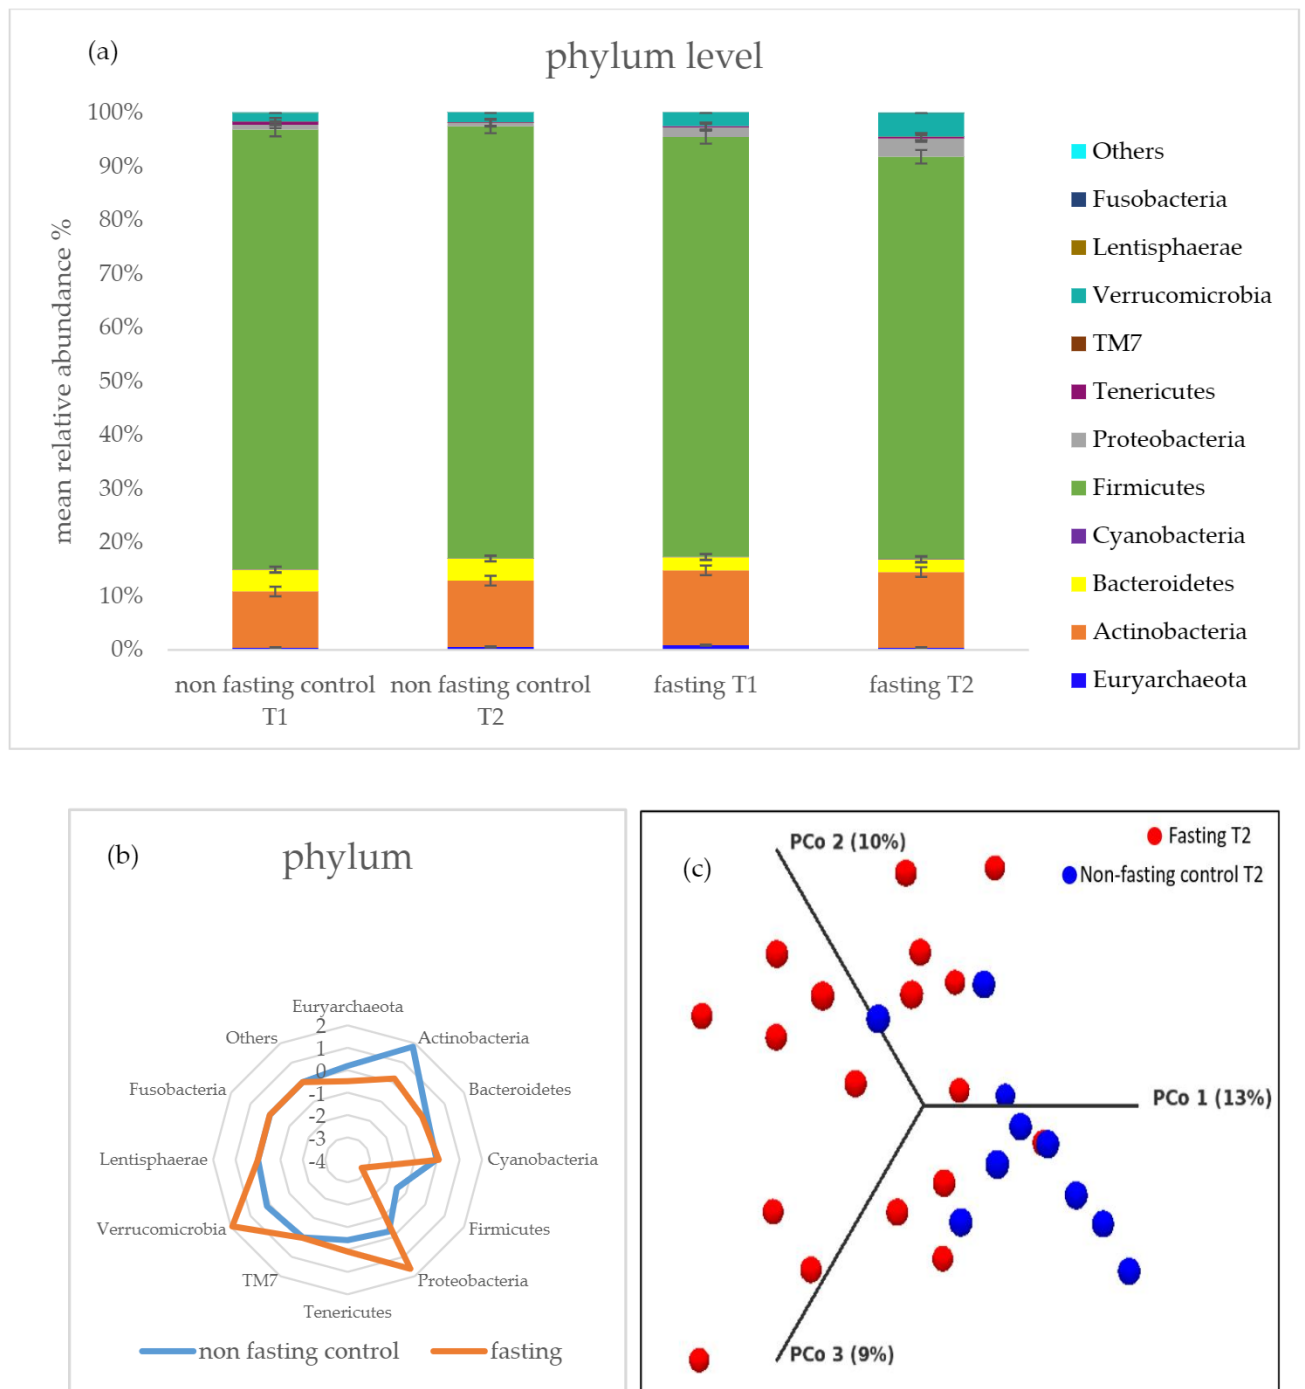 (a)
phylum level
mean relative abundance %
100%
90%
80%
70%
60%
50%
40%
30%
20%
10%
0%
non fasting control
T1
non fasting control
T2
fasting T1
fasting T2
Others
Fusobacteria
Lentisphaerae
Verrucomicrobia
TM7
Tenericutes
Proteobacteria
Firmicutes
Cyanobacteria
Bacteroidetes
Actinobacteria
Euryarchaeota
(b)
phylum
Euryarchaeota
Actinobacteria
Bacteroidetes
Cyanobacteria
Firmicutes
Proteobacteria
Tenericutes
TM7
Verrucomicrobia
Lentisphaerae
Fusobacteria
Others
2
1
0
-1
-2
-3
-4
non fasting control
fasting
(c)
PCo 2 (10%)
Fasting T2
Non-fasting control T2
PCo 1 (13%)
PCo 3 (9%)